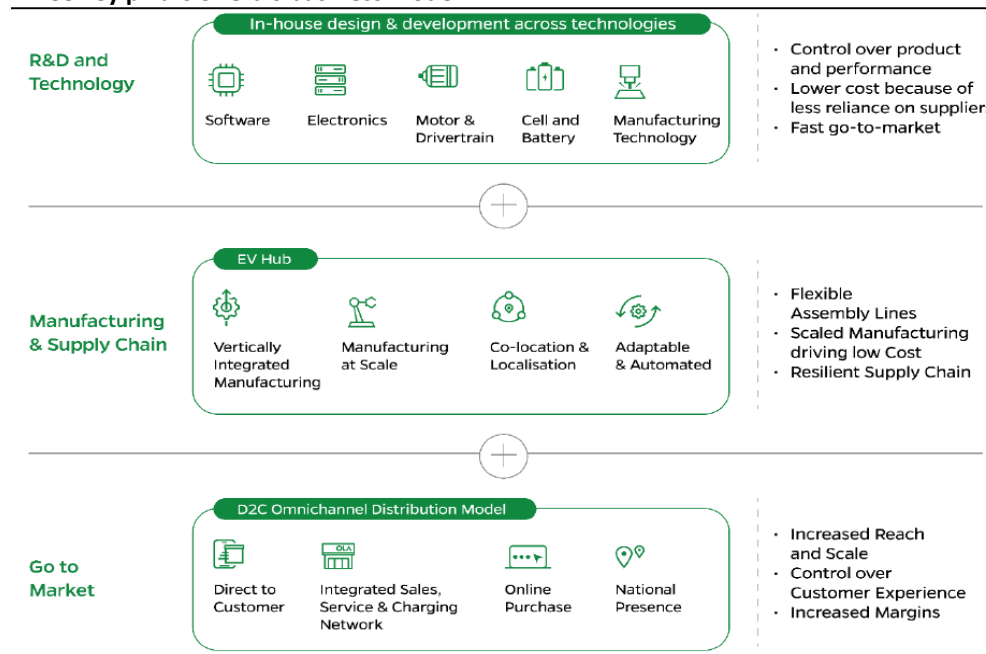 In-house design & development across technologies
R&D and
Technology
Software
Electronics
Motor &
Drivertrain
Cell and
Battery
Manufacturing
Technology
· Control over product
and performance
· Lower cost because of
less reliance on supplier
· Fast go-to-market
EV Hub
Manufacturing
& Supply Chain
Vertically
Integrated
Manufacturing
Manufacturing
at Scale
Co-location &
Localisation
Adaptable
& Automated
· Flexible
Assembly Lines
· Scaled Manufacturing
driving low Cost
· Resilient Supply Chain
D2C Omnichannel Distribution Model
Go to
Market
Direct to
Customer
OLA
Integrated Sales,
Service & Charging
Network
Online
Purchase
National
Presence
· Increased Reach
and Scale
· Control over
Customer Experience
· Increased Margins